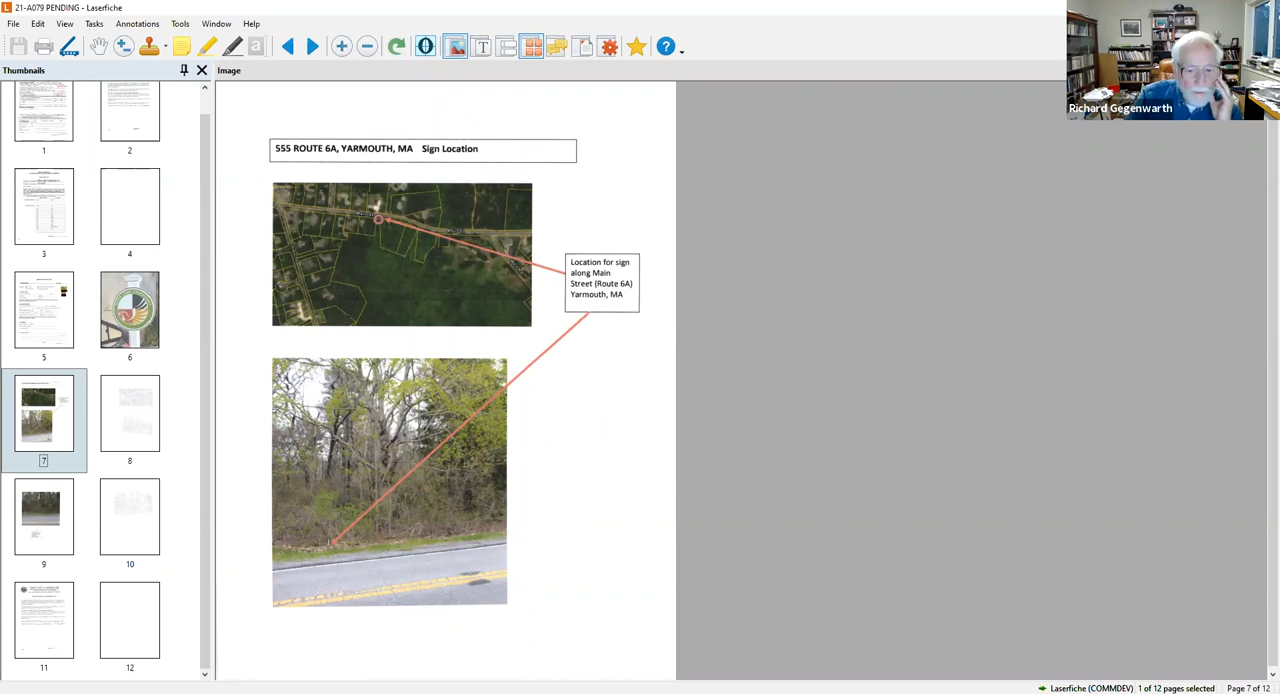 21-A079 PENDING - Laserfiche
File Edit View Tasks Annotations Tools Window Help
Thumbnails
Image
Richard Gegenwarth
1
2
3
4
5
6
7
8
9
10
11
12
555 ROUTE 6A, YARMOUTH, MA Sign Location
Location for sign
along Main
Street (Route 6A)
Yarmouth, MA
Laserfiche (COMMDEV) 1 of 12 pages selected Page 7 of 12